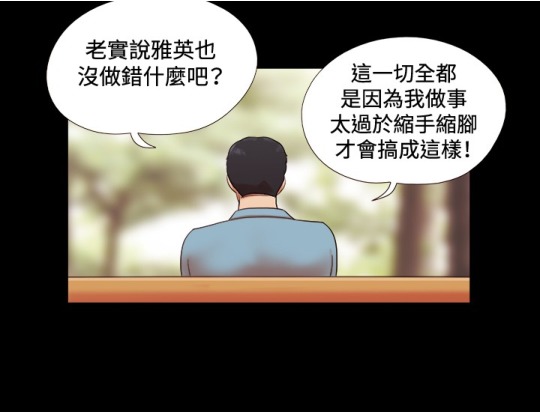 老實說雅英也
沒做錯什麼吧?
這一切全都
是因為我做事
太過於縮手縮腳
才會搞成這樣!